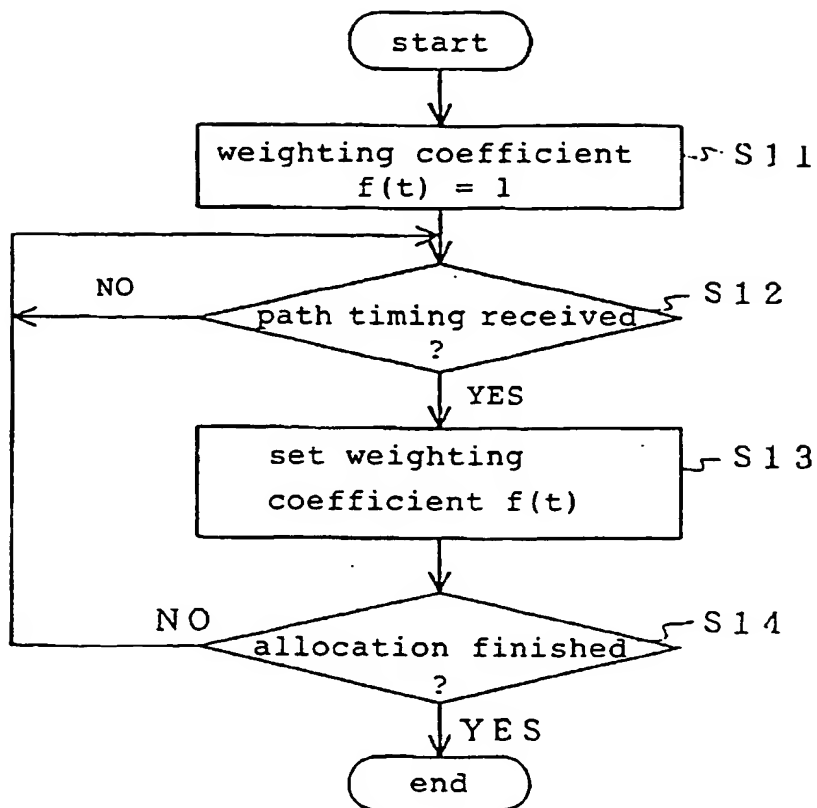 start
weighting coefficient
f(t) = 1
S11
NO
path timing received
?
S12
YES
set weighting
coefficient f(t)
S13
NO
allocation finished
?
S14
YES
end